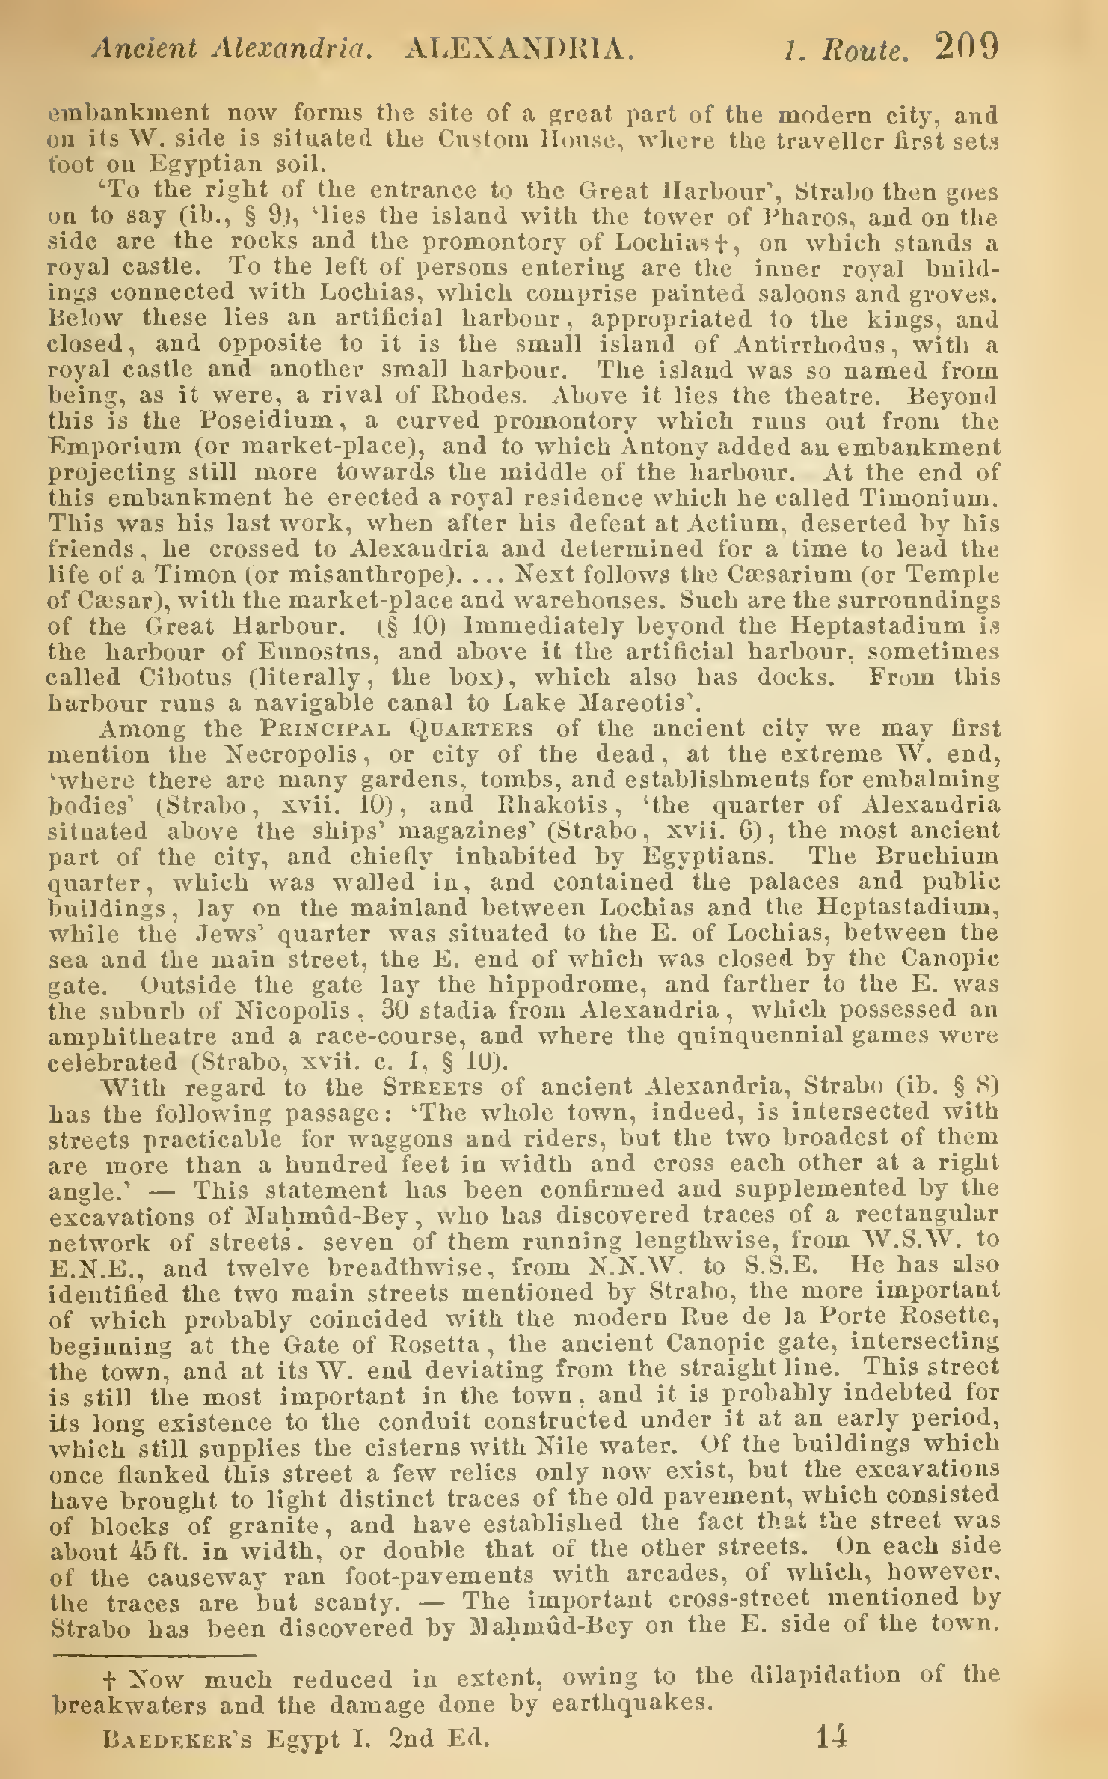 Ancient Alexandria. ALEXANDRIA. 1. Route. 209
embankment now forms the site of a great part of the modern city, and
on its W. side is situated the Custom House, where the traveller first sets
foot on Egyptian soil.
'To the right of the entrance to the Great Harbour', Strabo then goes
on to say (ib., § 9), 'lies the island with the tower of Pharos, and on the
side are the rocks and the promontory of Lochias†, on which stands a
royal castle. To the left of persons entering are the inner royal build-
ings connected with Lochias, which comprise painted saloons and groves.
Below these lies an artificial harbour, appropriated to the kings, and
closed, and opposite to it is the small island of Antirrhodus, with a
royal castle and another small harbour. The island was so named from
being, as it were, a rival of Rhodes. Above it lies the theatre. Beyond
this is the Poseidium, a curved promontory which runs out from the
Emporium (or market-place), and to which Antony added an embankment
projecting still more towards the middle of the harbour. At the end of
this embankment he erected a royal residence which he called Timonium.
This was his last work, when after his defeat at Actium, deserted by his
friends, he crossed to Alexandria and determined for a time to lead the
life of a Timon (or misanthrope).... Next follows the Cæsarium (or Temple
of Cæsar), with the market-place and warehouses. Such are the surroundings
of the Great Harbour. (§ 10) Immediately beyond the Heptastadium is
the harbour of Eunostus, and above it the artificial harbour, sometimes
called Cibotus (literally, the box), which also has docks. From this
harbour runs a navigable canal to Lake Mareotis'.
Among the PRINCIPAL QUARTERS of the ancient city we may first
mention the Necropolis, or city of the dead, at the extreme W. end,
'where there are many gardens, tombs, and establishments for embalming
bodies' (Strabo, xvii. 10), and Rhakotis, 'the quarter of Alexandria
situated above the ships' magazines' (Strabo, xvii. 6), the most ancient
part of the city, and chiefly inhabited by Egyptians. The Bruchium
quarter, which was walled in, and contained the palaces and public
buildings, lay on the mainland between Lochias and the Heptastadium,
while the Jews' quarter was situated to the E. of Lochias, between the
sea and the main street, the E. end of which was closed by the Canopic
gate. Outside the gate lay the hippodrome, and farther to the E. was
the suburb of Nicopolis, 30 stadia from Alexandria, which possessed an
amphitheatre and a race-course, and where the quinquennial games were
celebrated (Strabo, xvii. c. I, § 10).
With regard to the STREETS of ancient Alexandria, Strabo (ib. § 8)
has the following passage: 'The whole town, indeed, is intersected with
streets practicable for waggons and riders, but the two broadest of them
are more than a hundred feet in width and cross each other at a right
angle.' — This statement has been confirmed and supplemented by the
excavations of Maḥmûd-Bey, who has discovered traces of a rectangular
network of streets. seven of them running lengthwise, from W.S.W. to
E.N.E., and twelve breadthwise, from N.N.W. to S.S.E. He has also
identified the two main streets mentioned by Strabo, the more important
of which probably coincided with the modern Rue de la Porte Rosette,
beginning at the Gate of Rosetta, the ancient Canopic gate, intersecting
the town, and at its W. end deviating from the straight line. This street
is still the most important in the town, and it is probably indebted for
its long existence to the conduit constructed under it at an early period,
which still supplies the cisterns with Nile water. Of the buildings which
once flanked this street a few relics only now exist, but the excavations
have brought to light distinct traces of the old pavement, which consisted
of blocks of granite, and have established the fact that the street was
about 45 ft. in width, or double that of the other streets. On each side
of the causeway ran foot-pavements with arcades, of which, however,
the traces are but scanty. — The important cross-street mentioned by
Strabo has been discovered by Maḥmûd-Bey on the E. side of the town.
† Now much reduced in extent, owing to the dilapidation of the
breakwaters and the damage done by earthquakes.
BAEDEKER's Egypt I. 2nd Ed. 14